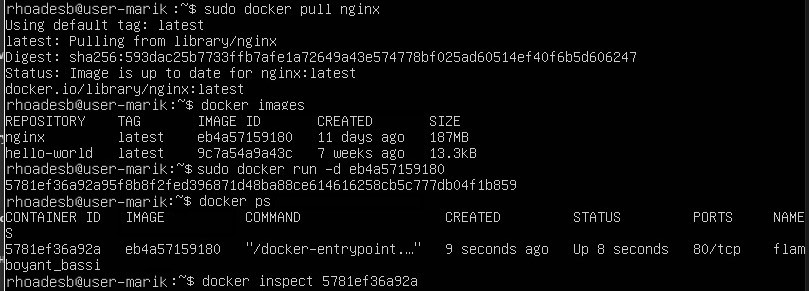 rhoadesb@user-marik:~$ sudo docker pull nginx
Using default tag: latest
latest: Pulling from library/nginx
Digest: sha256:593dac25b7733ffb7afe1a72649a43e574778bf025ad60514ef40f6b5d606247
Status: Image is up to date for nginx:latest
docker.io/library/nginx:latest
rhoadesb@user-marik:~$ docker images
REPOSITORY    TAG       IMAGE ID       CREATED       SIZE
nginx         latest    eb4a57159180   11 days ago   187MB
hello-world   latest    9c7a54a9a43c   7 weeks ago   13.3kB
rhoadesb@user-marik:~$ sudo docker run -d eb4a57159180
5781ef36a92a95f8b8f2fed396871d48ba88ce614616258cb5c777db04f1b859
rhoadesb@user-marik:~$ docker ps
CONTAINER ID   IMAGE          COMMAND                  CREATED         STATUS         PORTS     NAME
S
5781ef36a92a   eb4a57159180   "/docker-entrypoint.…"   9 seconds ago   Up 8 seconds   80/tcp    flam
boyant_bassi
rhoadesb@user-marik:~$ docker inspect 5781ef36a92a